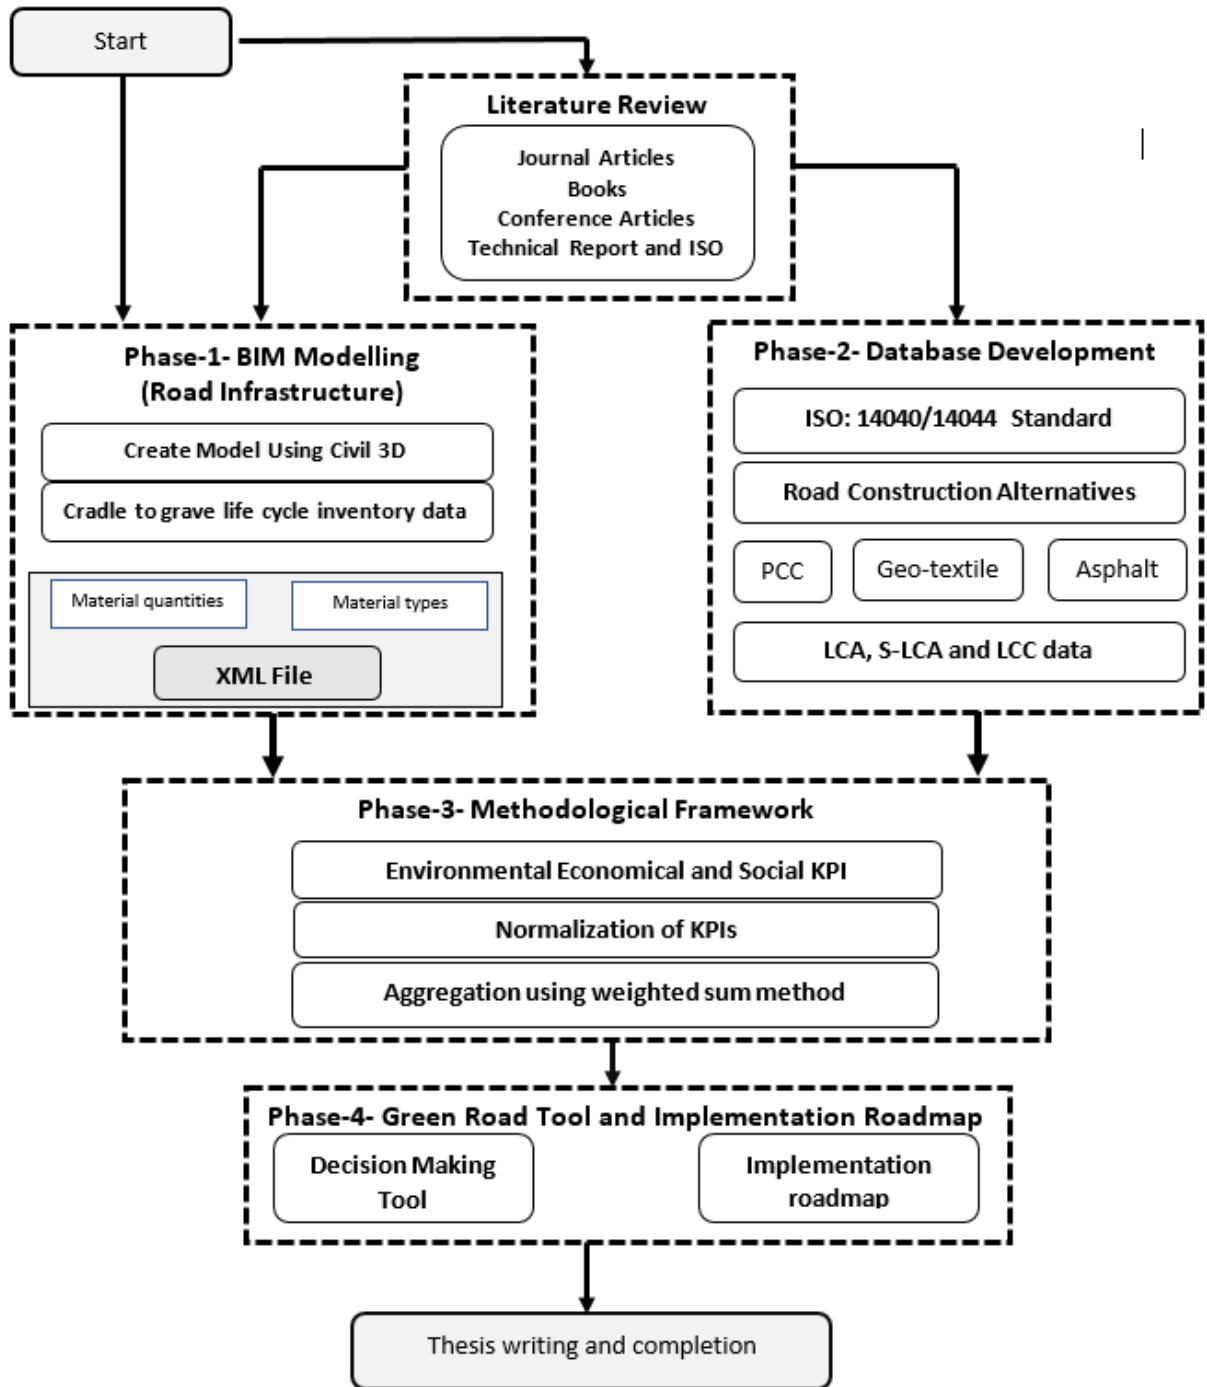 Start
Literature Review
Journal Articles
Books
Conference Articles
Technical Report and ISO
Phase-1- BIM Modelling
(Road Infrastructure)
Create Model Using Civil 3D
Cradle to grave life cycle inventory data
Material quantities
Material types
XML File
Phase-2- Database Development
ISO: 14040/14044 Standard
Road Construction Alternatives
PCC
Geo-textile
Asphalt
LCA, S-LCA and LCC data
Phase-3- Methodological Framework
Environmental Economical and Social KPI
Normalization of KPIs
Aggregation using weighted sum method
Phase-4- Green Road Tool and Implementation Roadmap
Decision Making
Tool
Implementation
roadmap
Thesis writing and completion